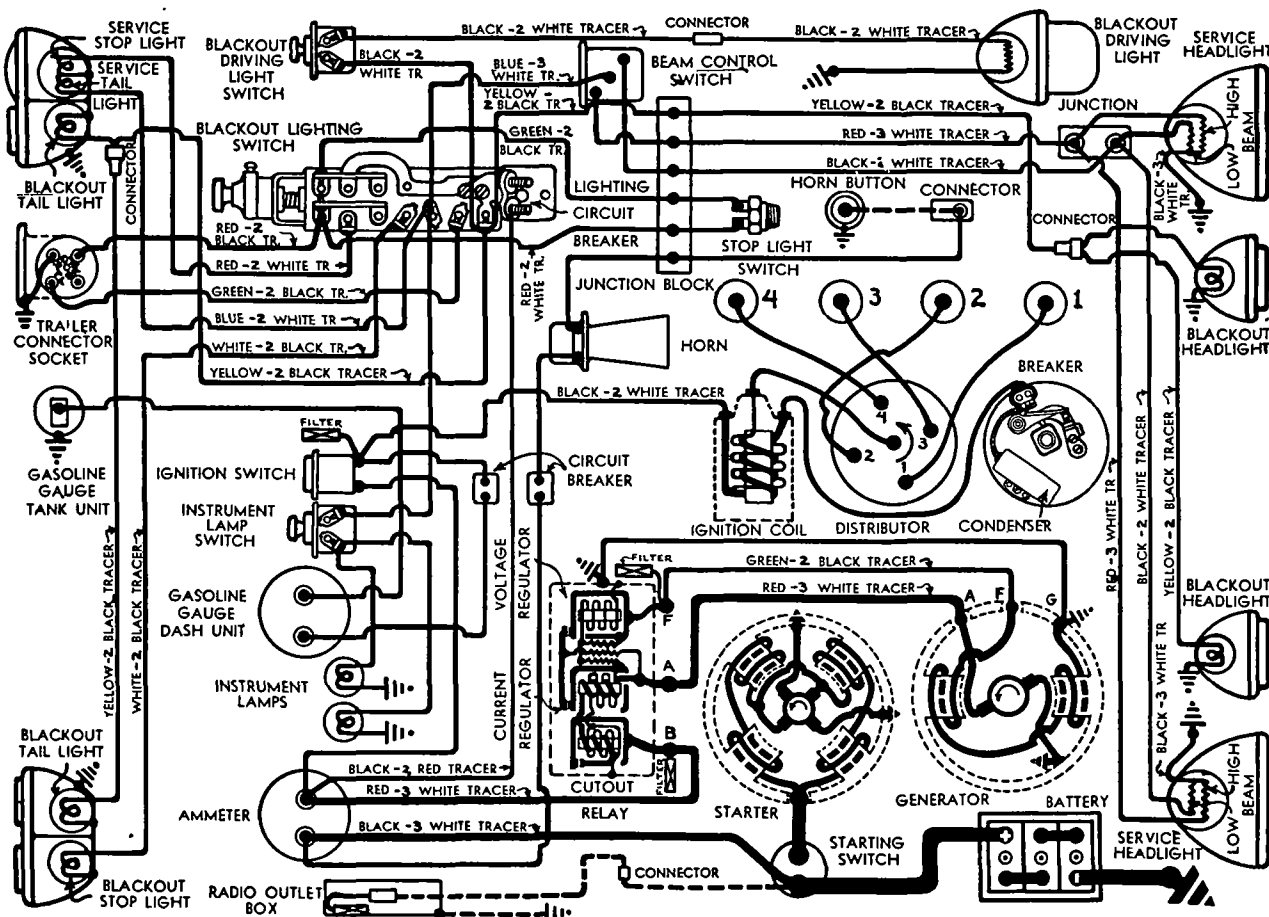 SERVICE
STOP LIGHT
SERVICE
TAIL
LIGHT
BLACKOUT
TAIL LIGHT
CONNECTOR
BLACKOUT
DRIVING
LIGHT
SWITCH
BLACK-2 WHITE TRACER
CONNECTOR
BLACK-2 WHITE TRACER
BLACK-2
WHITE TR
BLUE-3
WHITE TR.
YELLOW-
2 BLACK TR.
BEAM CONTROL
SWITCH
BLACKOUT
DRIVING
LIGHT
SERVICE
HEADLIGHT
JUNCTION
HIGH
LOW
BEAM
BLACK-3
WHITE
TR.
BLACKOUT LIGHTING
SWITCH
GREEN-2
BLACK TR.
YELLOW-2 BLACK TRACER
RED-3 WHITE TRACER
WHITE TRACER
LIGHTING
CIRCUIT
BREAKER
HORN BUTTON
CONNECTOR
CONNECTOR
STOP LIGHT
SWITCH
JUNCTION BLOCK
RED-2
BLACK TR.
RED-2 WHITE TR
GREEN-2 BLACK TR.
BLUE-2 WHITE TR
WHITE-2 BLACK TR.
YELLOW-2 BLACK TRACER
RED-2
WHITE TR.
TRAILER
CONNECTOR
SOCKET
4
3
2
1
BLACKOUT
HEADLIGHT
HORN
BREAKER
BLACK-2 WHITE TRACER
FILTER
IGNITION SWITCH
CIRCUIT
BREAKER
GASOLINE
GAUGE
TANK UNIT
INSTRUMENT
LAMP
SWITCH
4
3
2
1
IGNITION COIL
DISTRIBUTOR
CONDENSER
RED-3 WHITE TR
BLACK-2 WHITE TRACER
YELLOW-2 BLACK TRACER
YELLOW-2 BLACK TRACER
WHITE-2 BLACK TRACER
VOLTAGE
REGULATOR
FILTER
GREEN-2 BLACK TRACER
RED-3 WHITE TRACER
GASOLINE
GAUGE
DASH UNIT
F
A
B
A
F
G
BLACKOUT
HEADLIGHT
INSTRUMENT
LAMPS
CURRENT
REGULATOR
BLACK-3 WHITE TR
BLACKOUT
TAIL LIGHT
BLACK-2, RED TRACER
RED-3 WHITE TRACER
CUTOUT
RELAY
FILTER
STARTER
GENERATOR
BATTERY
AMMETER
BLACK-3 WHITE TRACER
STARTING
SWITCH
SERVICE
HEADLIGHT
HIGH
LOW
BEAM
BLACKOUT
STOP LIGHT
RADIO OUTLET
BOX
CONNECTOR